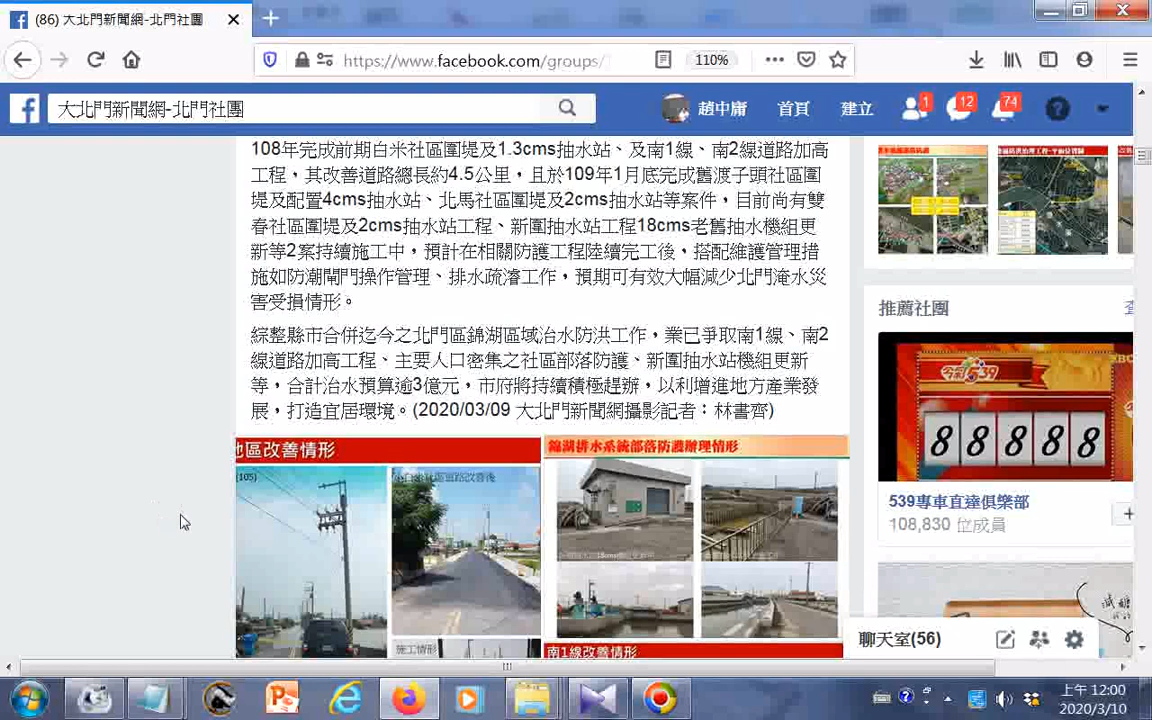 (86) 大北門新聞網-北門社團
https://www.facebook.com/groups/
110%
大北門新聞網-北門社團
趙中庸
首頁
建立
1
12
74
108年完成前期白米社區圍堤及1.3cms抽水站、及南1線、南2線道路加高
工程，其改善道路總長約4.5公里，且於109年1月底完成舊渡子頭社區圍
堤及配置4cms抽水站、北馬社區圍堤及2cms抽水站等案件，目前尚有雙
春社區圍堤及2cms抽水站工程、新圍抽水站工程18cms老舊抽水機組更
新等2案持續施工中，預計在相關防護工程陸續完工後，搭配維護管理措
施如防潮閘門操作管理、排水疏濬工作，預期可有效大幅減少北門淹水災
害受損情形。
綜整縣市合併迄今之北門區錦湖區域治水防洪工作，業已爭取南1線、南2
線道路加高工程、主要人口密集之社區部落防護、新圍抽水站機組更新
等，合計治水預算逾3億元，市府將持續積極趕辦，以利增進地方產業發
展，打造宜居環境。(2020/03/09 大北門新聞網攝影記者：林書齊)
地區改善情形
(105)
錦湖排水系統部落防護辦理情形
施工情形
南1線改善情形
推薦社團
今彩539
8 8 8 8 8
539專車直達俱樂部
108,830 位成員
減糖
聊天室(56)
上午 12:00
2020/3/10